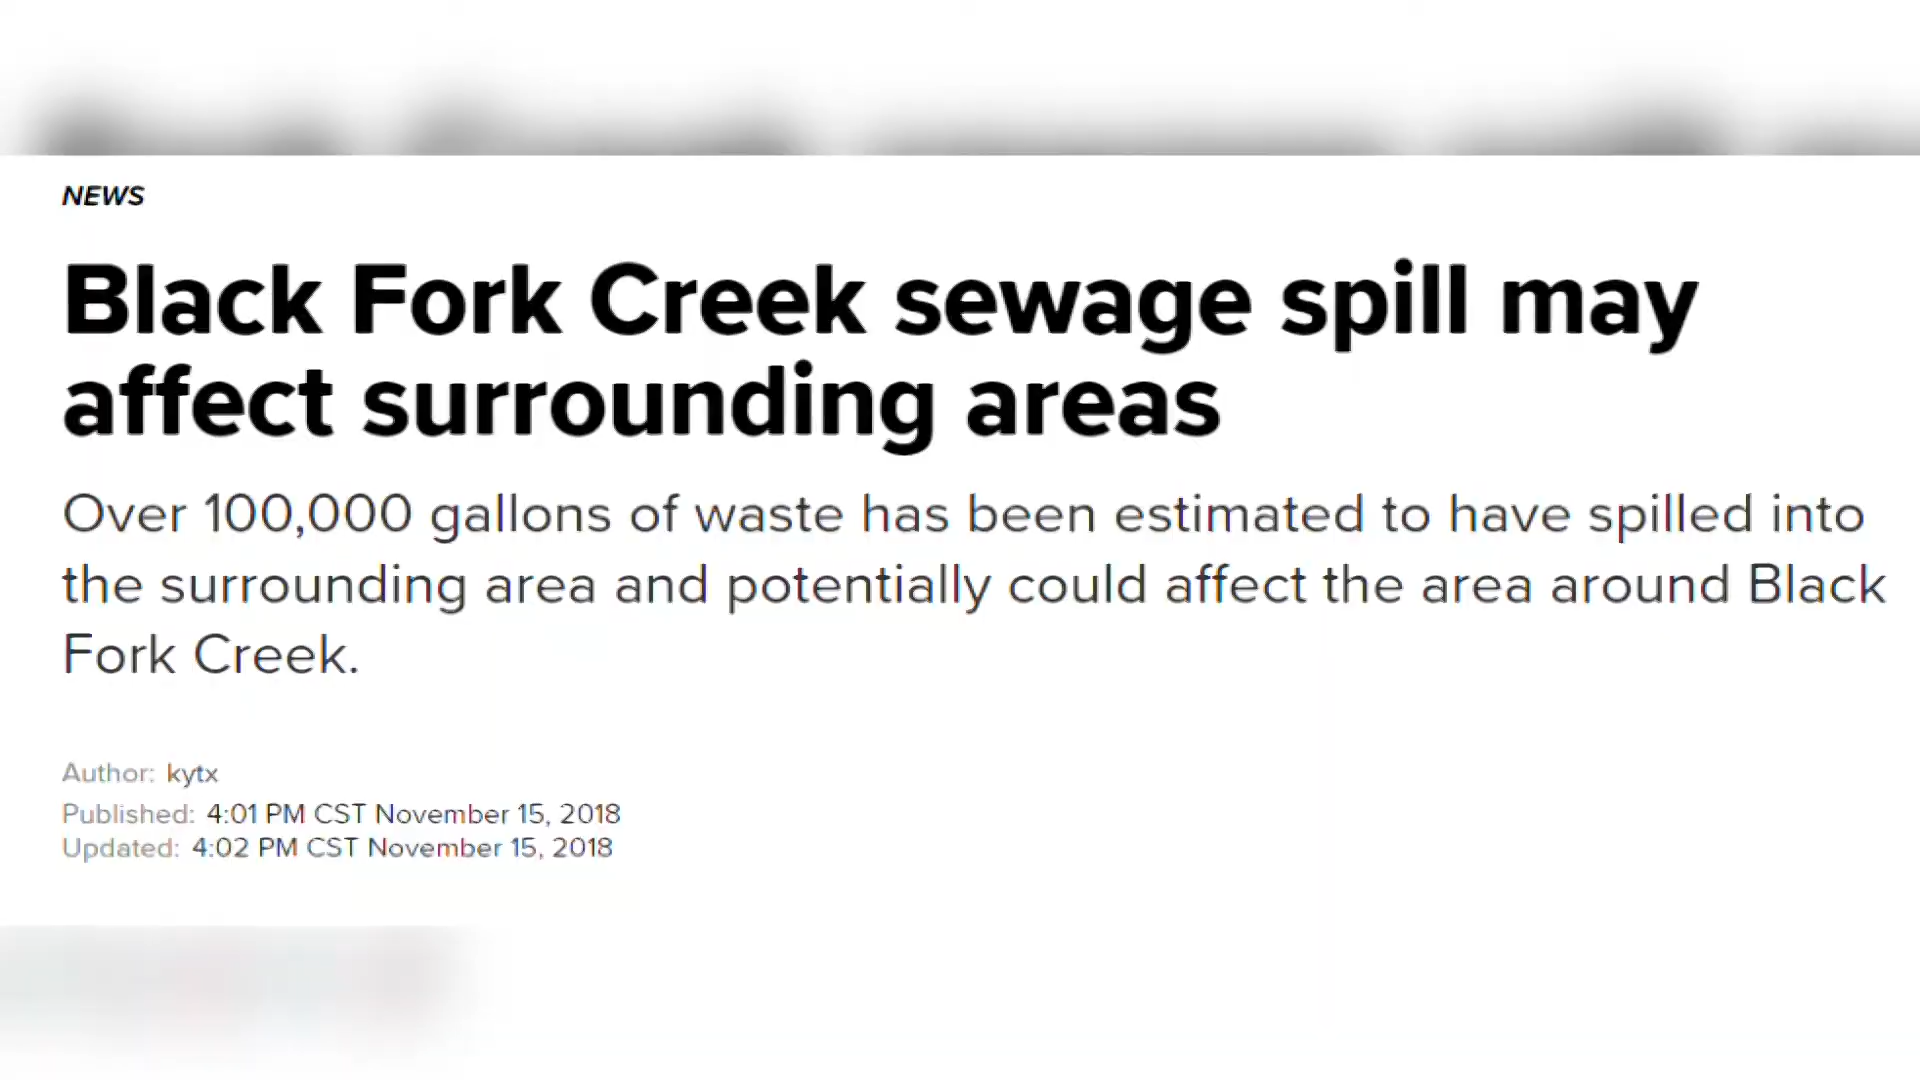 NEWS
Black Fork Creek sewage spill may
affect surrounding areas
Over 100,000 gallons of waste has been estimated to have spilled into
the surrounding area and potentially could affect the area around Black
Fork Creek.
Author: kytx
Published: 4:01 PM CST November 15, 2018
Updated: 4:02 PM CST November 15, 2018